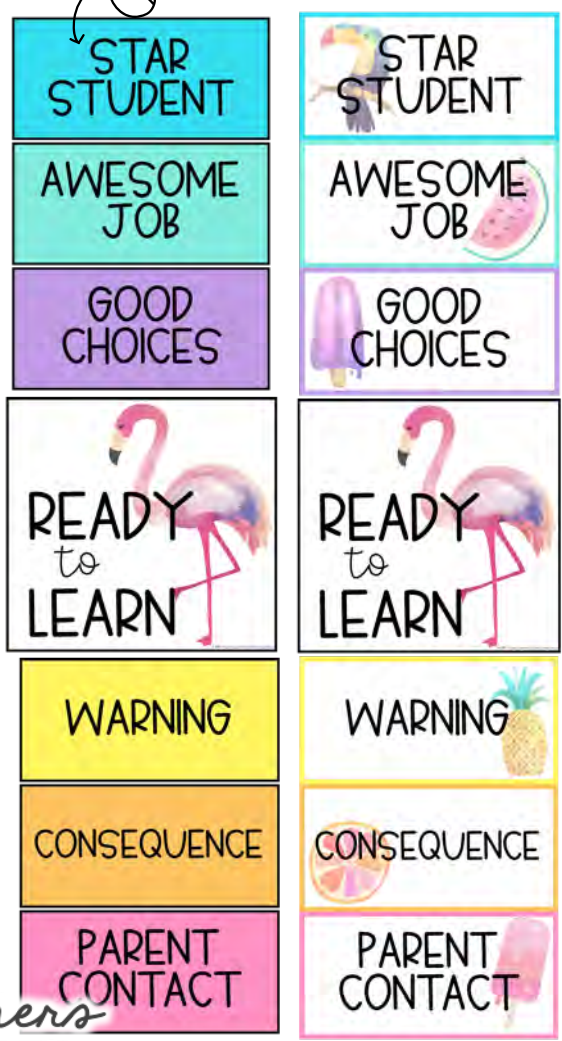 STAR
STUDENT
AWESOME
JOB
GOOD
CHOICES
READY
to
LEARN
WARNING
CONSEQUENCE
PARENT
CONTACT
STAR
STUDENT
AWESOME
JOB
GOOD
CHOICES
READY
to
LEARN
WARNING
CONSEQUENCE
PARENT
CONTACT